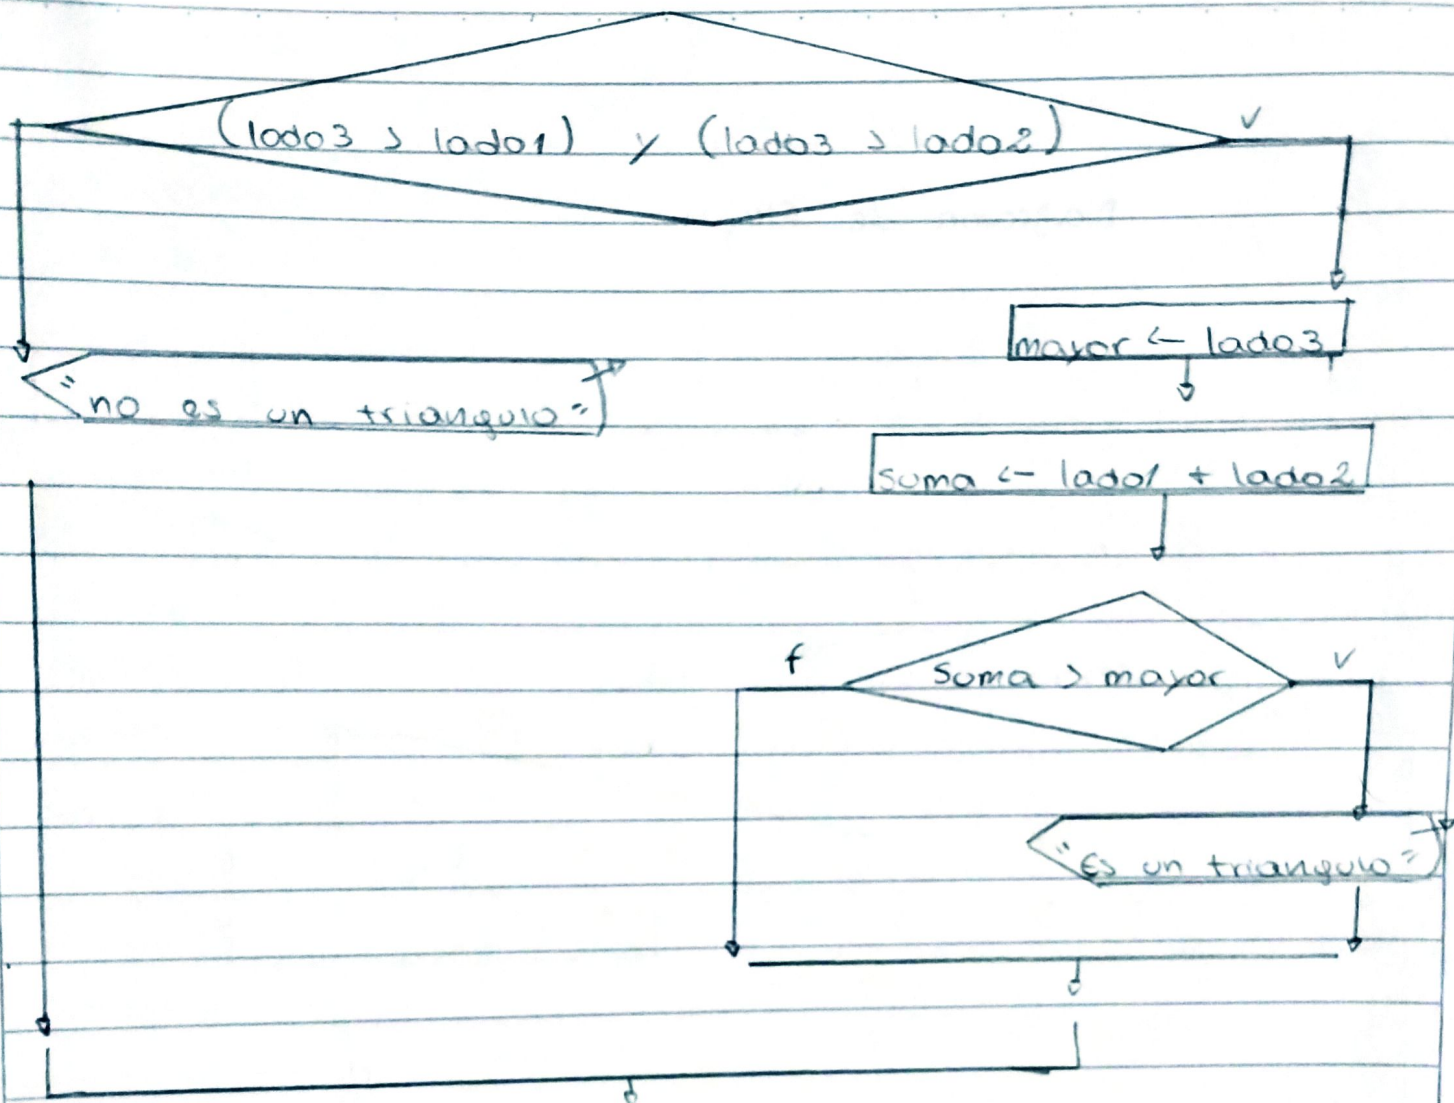 (lado3 > lado1) y (lado3 > lado2)
v
mayor ← lado3
"no es un triangulo"
suma ← lado1 + lado2
f
suma > mayor
v
"Es un triangulo"